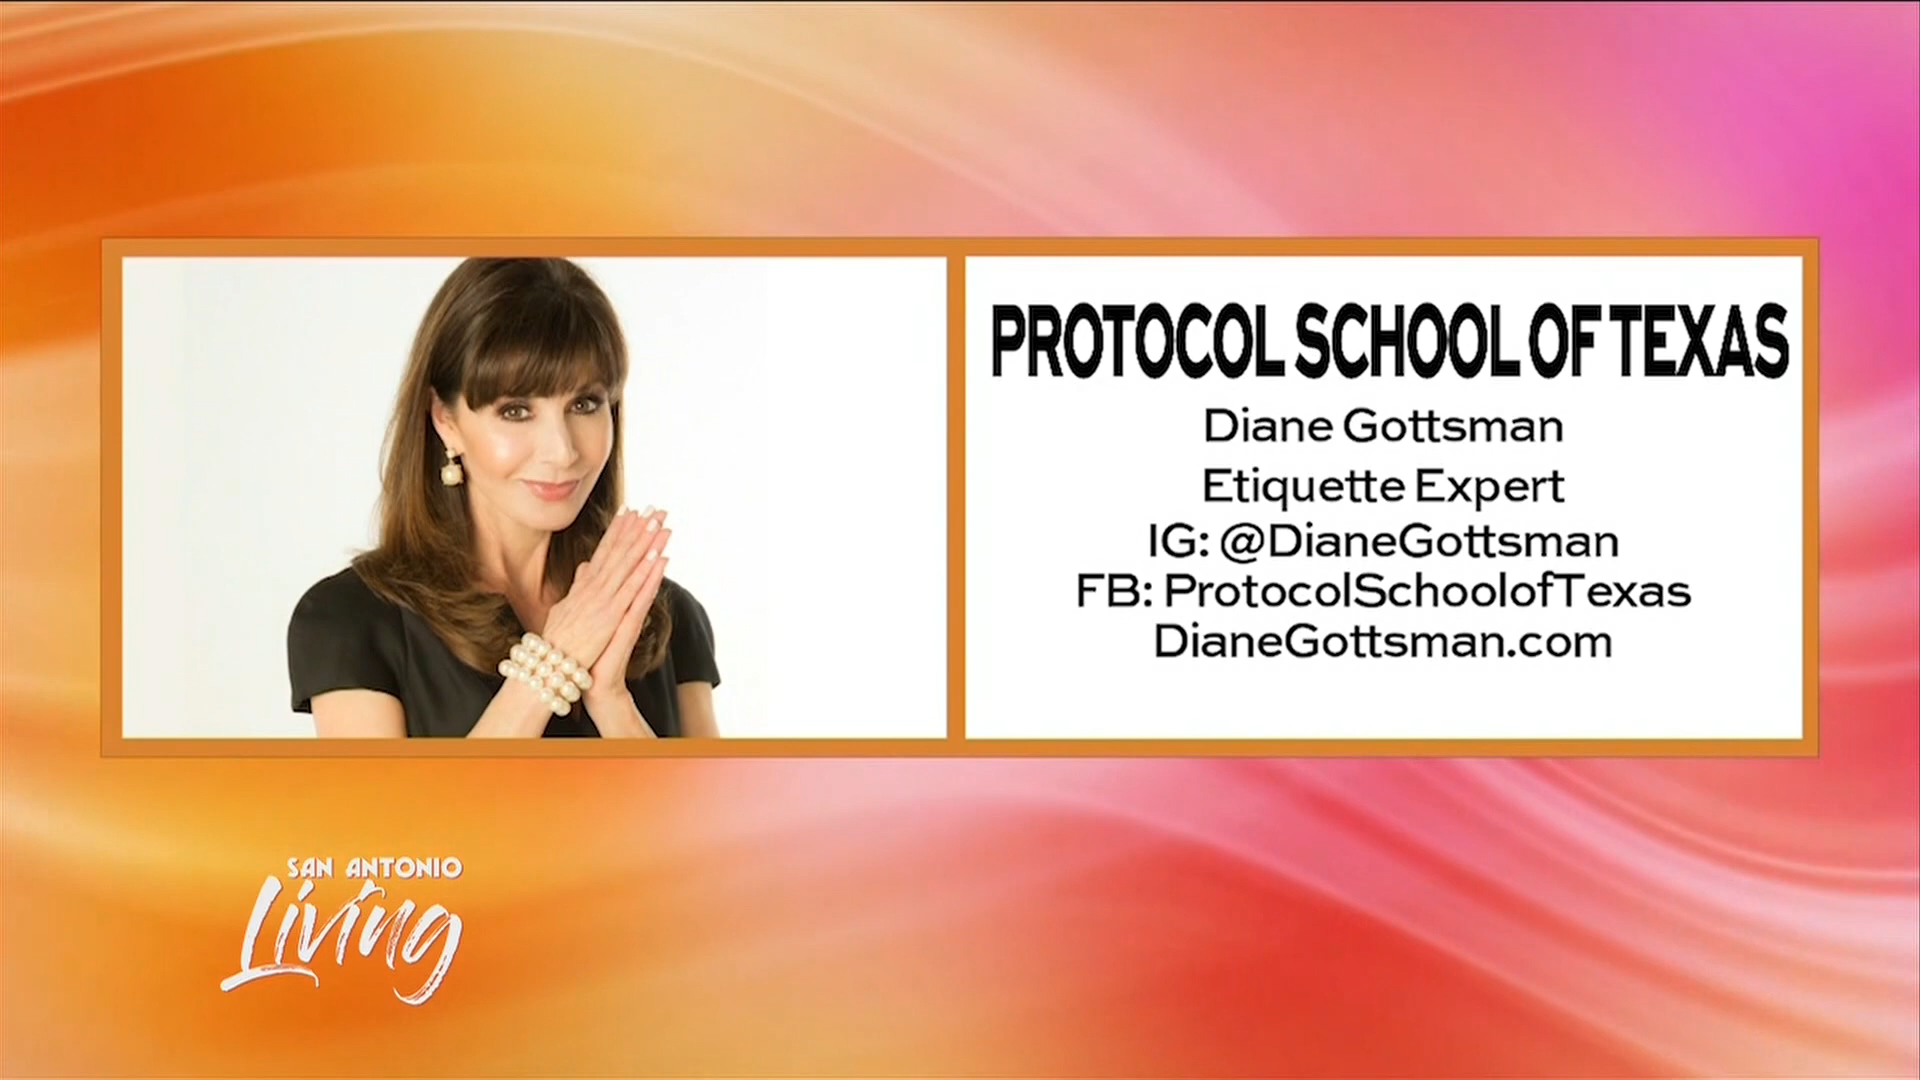 PROTOCOL SCHOOL OF TEXAS
Diane Gottsman
Etiquette Expert
IG: @DianeGottsman
FB: ProtocolSchoolofTexas
DianeGottsman.com
SAN ANTONIO
Living